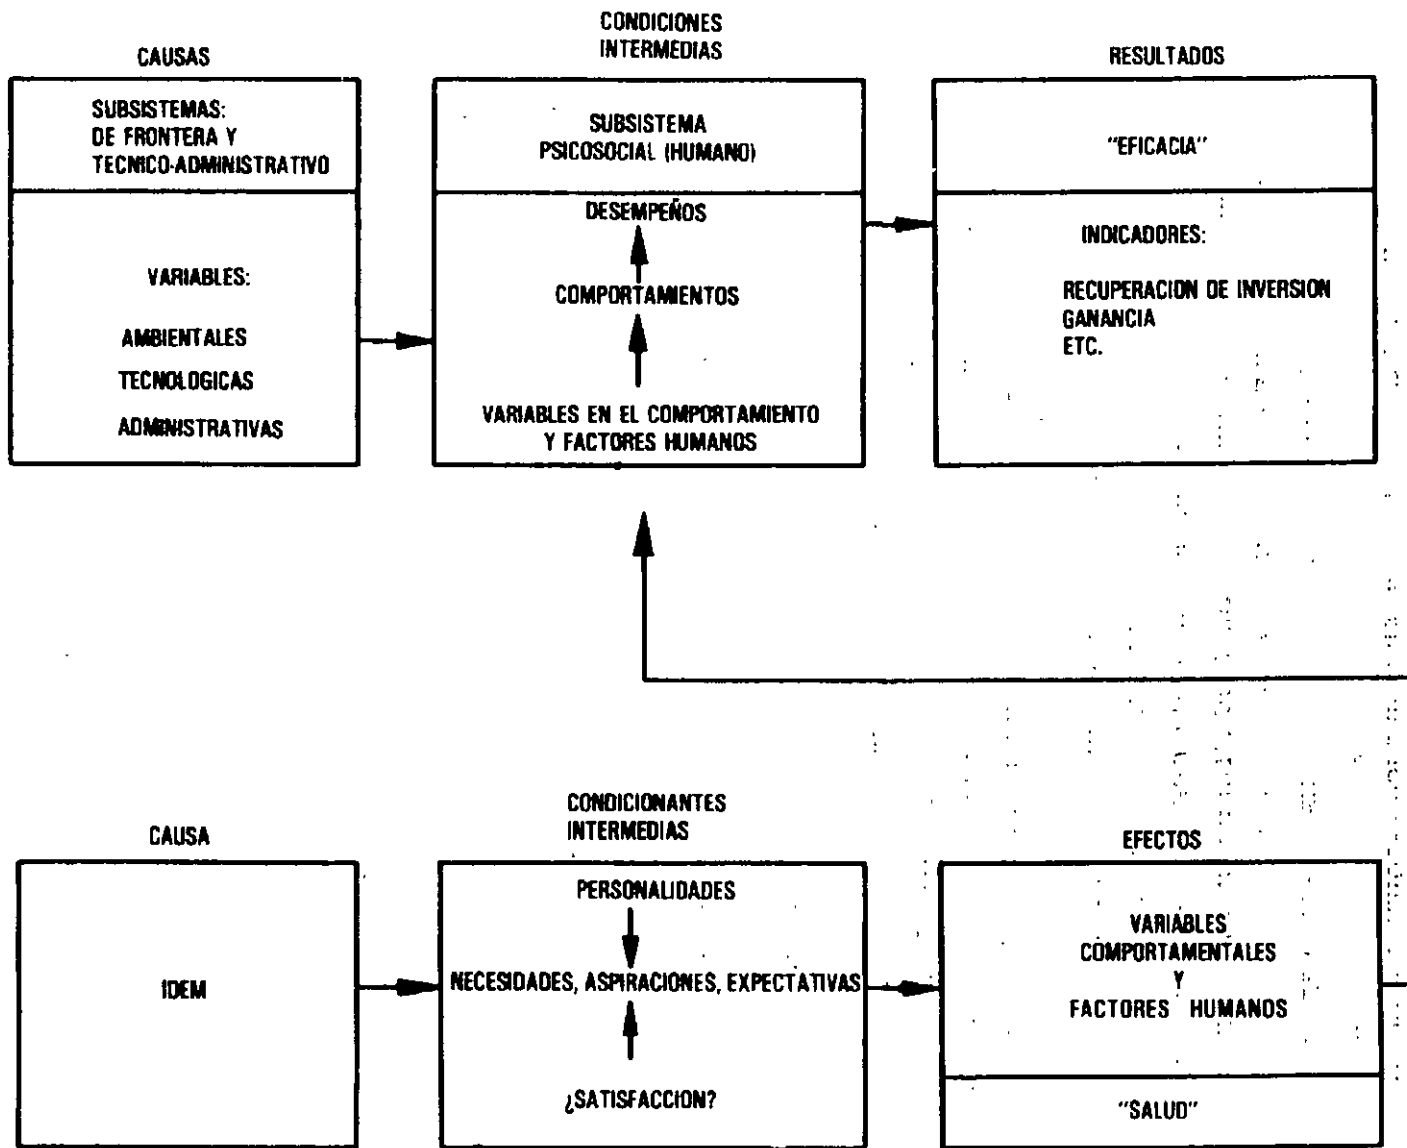 CAUSAS
SUBSISTEMAS:
DE FRONTERA Y
TECNICO-ADMINISTRATIVO
VARIABLES:
AMBIENTALES
TECNOLOGICAS
ADMINISTRATIVAS
CONDICIONES
INTERMEDIAS
SUBSISTEMA
PSICOSOCIAL (HUMANO)
DESEMPEÑOS
COMPORTAMIENTOS
VARIABLES EN EL COMPORTAMIENTO
Y FACTORES HUMANOS
RESULTADOS
"EFICACIA"
INDICADORES:
RECUPERACION DE INVERSION
GANANCIA
ETC.
CAUSA
IDEM
CONDICIONANTES
INTERMEDIAS
PERSONALIDADES
NECESIDADES, ASPIRACIONES, EXPECTATIVAS
¿SATISFACCION?
EFECTOS
VARIABLES
COMPORTAMENTALES
Y
FACTORES HUMANOS
"SALUD"